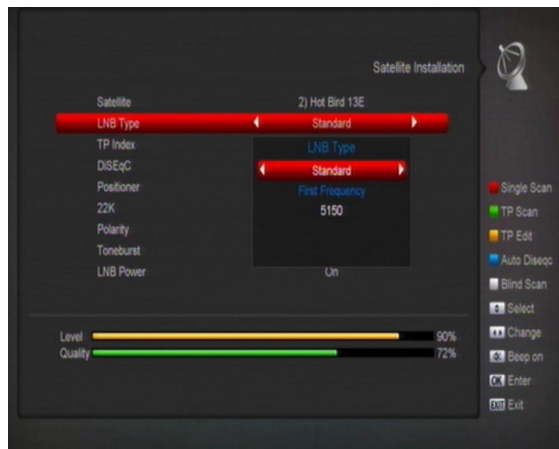 Satellite Installation
Satellite 2) Hot Bird 13E
LNB Type Standard
TP Index LNB Type
DiSEqC Standard
Positioner First Frequency
22K 5150
Polarity
Toneburst
LNB Power On
Level 90%
Quality 72%
Single Scan
TP Scan
TP Edit
Auto Diseqc
Blind Scan
Select
Change
Beep on
OK Enter
EXIT Exit